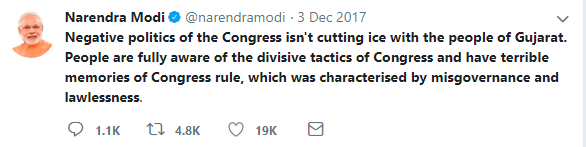 Narendra Modi @narendramodi · 3 Dec 2017
Negative politics of the Congress isn't cutting ice with the people of Gujarat.
People are fully aware of the divisive tactics of Congress and have terrible
memories of Congress rule, which was characterised by misgovernance and
lawlessness.
1.1K 4.8K 19K